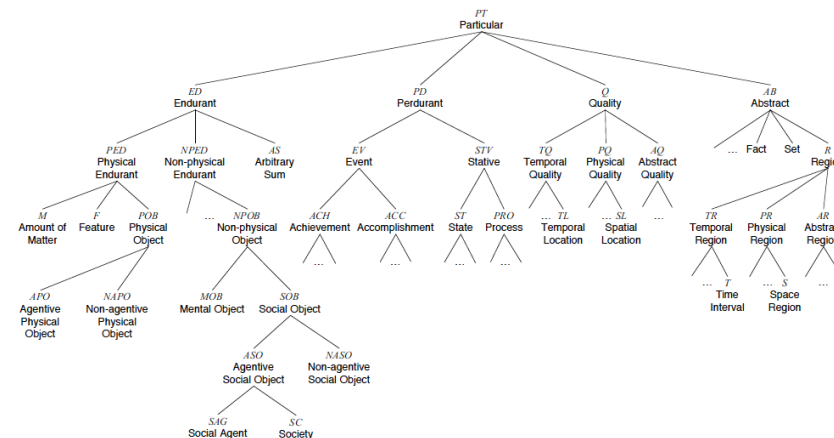 PT
Particular
ED PD Q AB
Endurant Perdurant Quality Abstract
PED NPED AS EV STV TQ PQ AQ ... Fact Set R
Physical Non-physical Arbitrary Event Stative Temporal Physical Abstract Regio
Endurant Endurant Sum Quality Quality Quality
M F POB ... NPOB ACH ACC ST PRO ... TL ... SL ... TR PR AR
Amount of Feature Physical Non-physical Achievement Accomplishment State Process Temporal Spatial Temporal Physical Abstra
Matter Object Object Location Location Region Region Region
... ... ... ... ... T ... S ...
APO NAPO MOB SOB Time Space
Agentive Non-agentive Mental Object Social Object Interval Region
Physical Physical
Object Object
ASO NASO
Agentive Non-agentive
Social Object Social Object
SAG SC
Social Agent Society